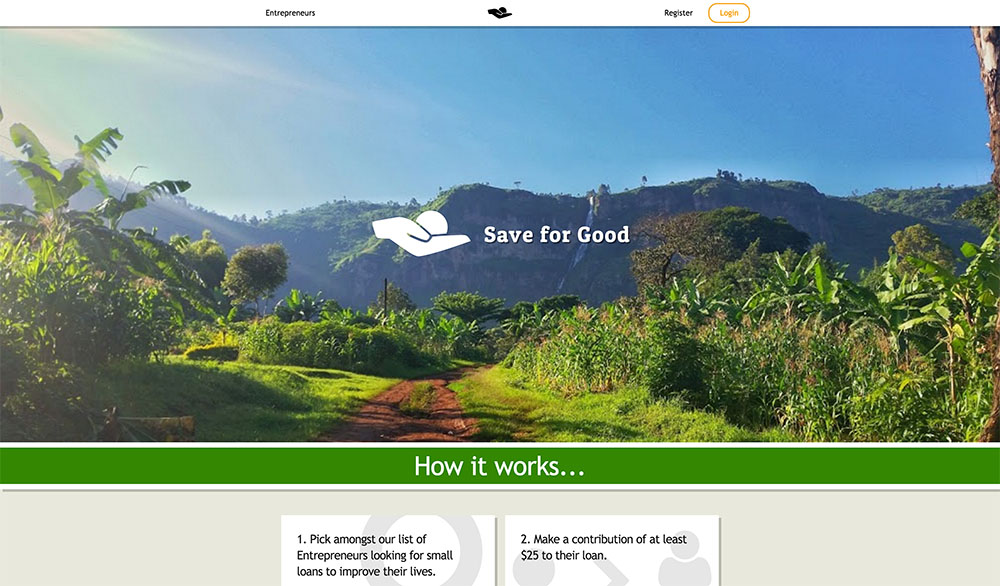 Entrepreneurs
Register
Login
Save for Good
How it works...
1. Pick amongst our list of
Entrepreneurs looking for small
loans to improve their lives.
2. Make a contribution of at least
$25 to their loan.